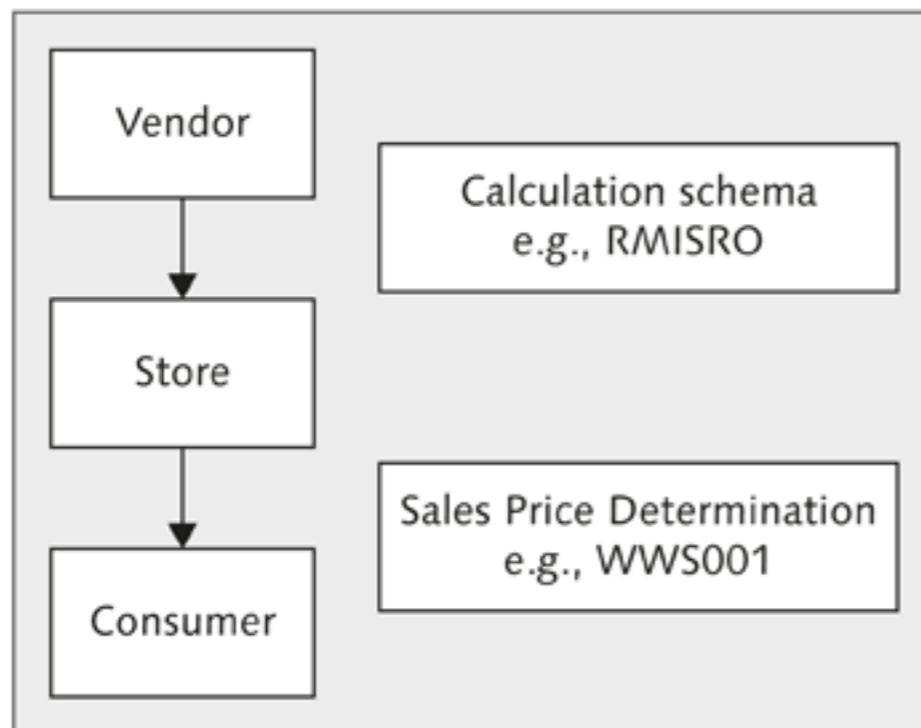 Vendor
Calculation schema
e.g., RMISRO
Store
Sales Price Determination
e.g., WWS001
Consumer